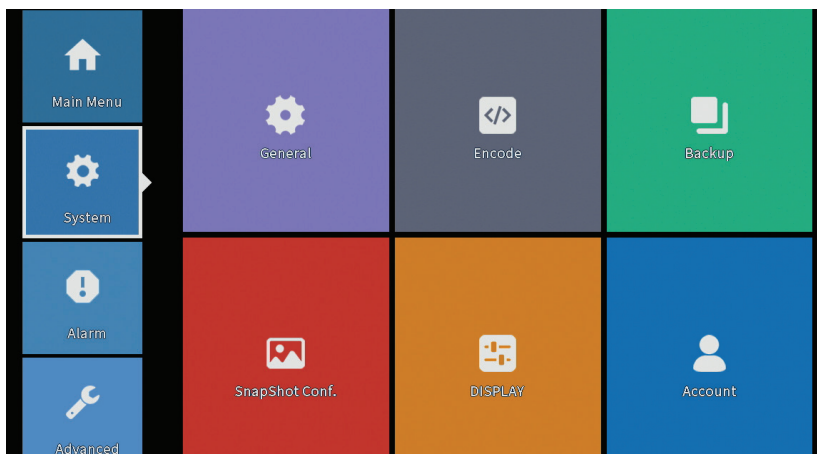 Main Menu
System
Alarm
Advanced
General
Encode
Backup
SnapShot Conf.
DISPLAY
Account